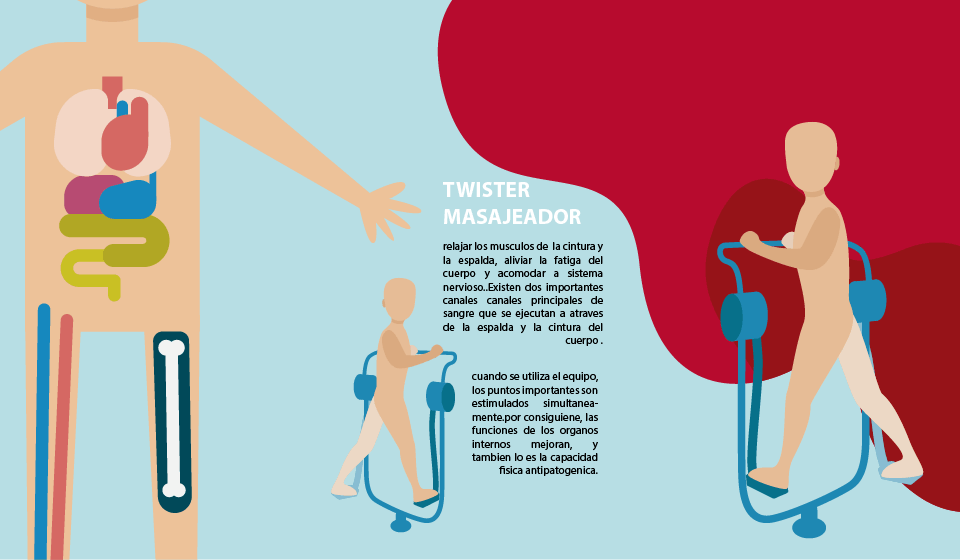 TWISTER
MASAJEADOR
relajar los musculos de la cintura y
la espalda, aliviar la fatiga del
cuerpo y acomodar a sistema
nervioso..Existen dos importantes
canales canales principales de
sangre que se ejecutan a atraves
de la espalda y la cintura del
cuerpo .
cuando se utiliza el equipo,
los puntos importantes son
estimulados simultanea-
mente.por consiguiene, las
funciones de los organos
internos mejoran, y
tambien lo es la capacidad
fisica antipatogenica.